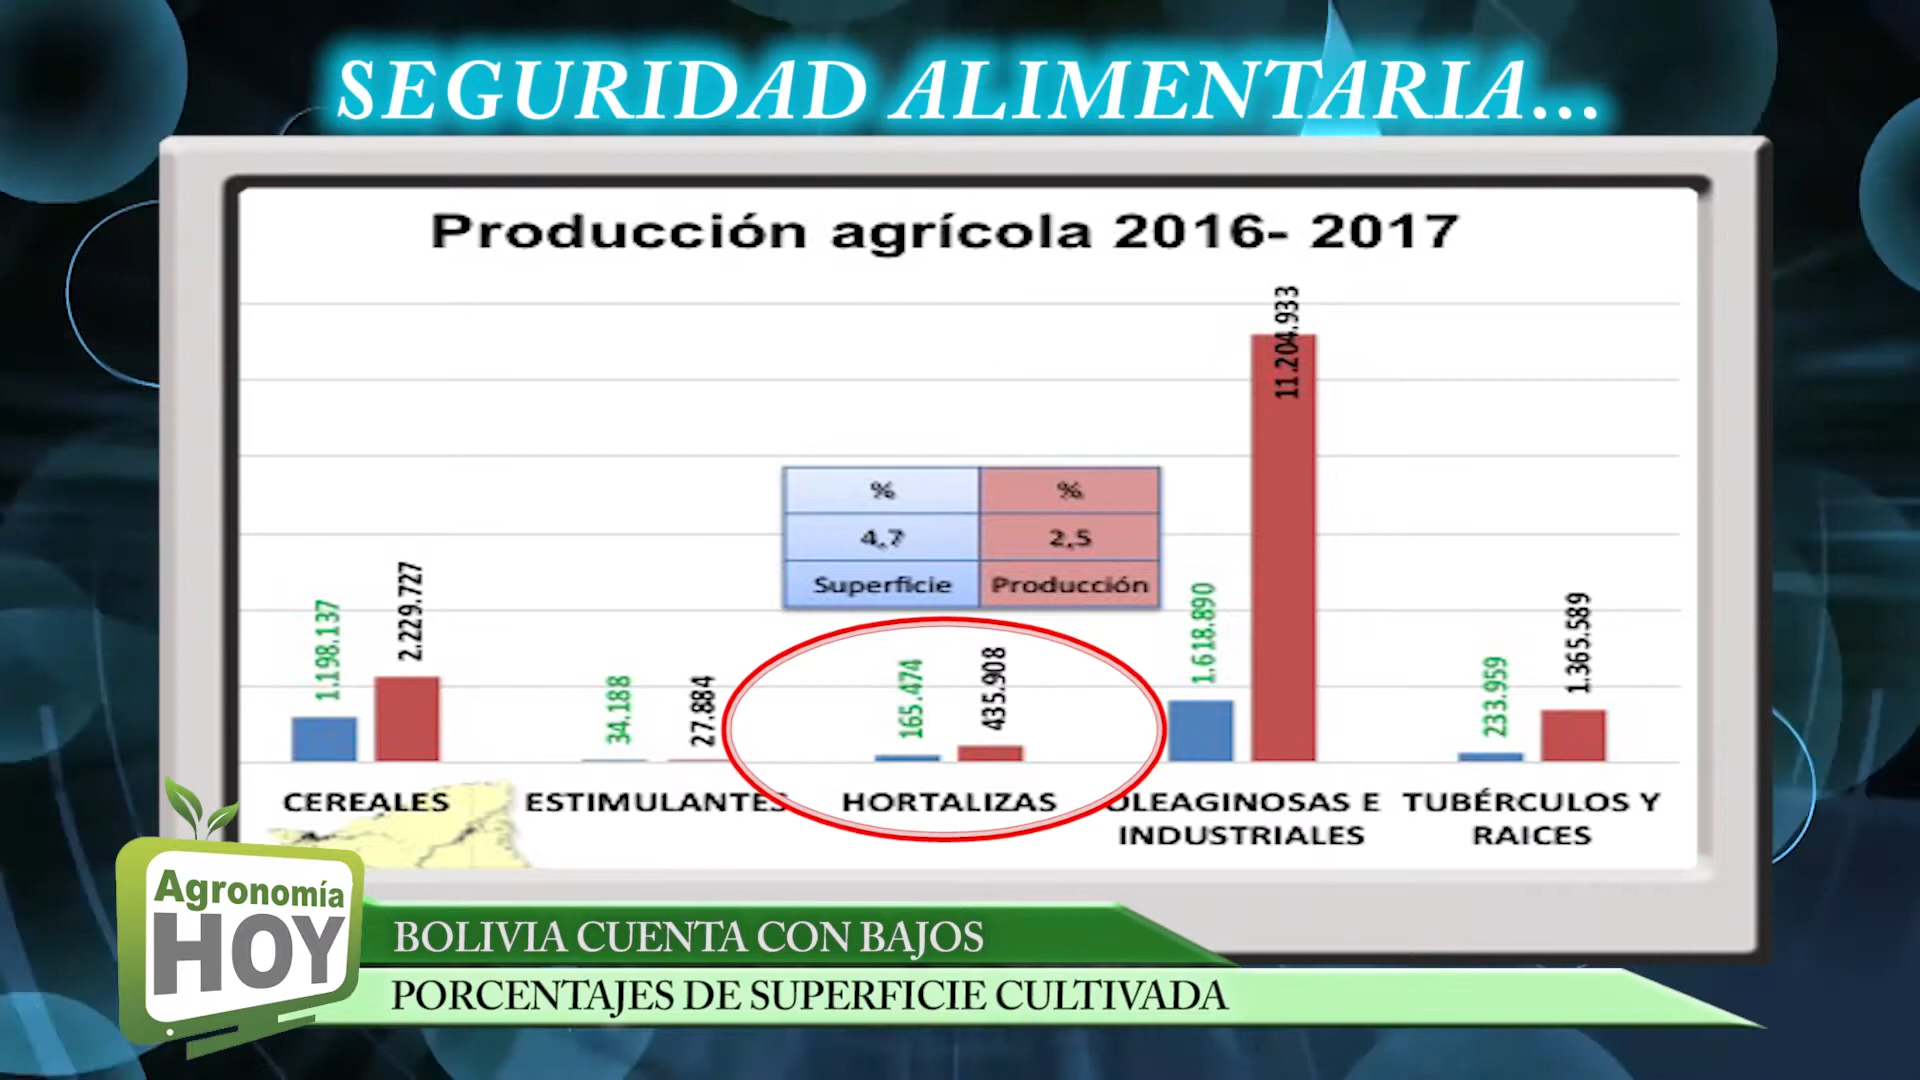 SEGURIDAD ALIMENTARIA...
Producción agrícola 2016- 2017
11.204.933
% %
4,7 2,5
Superficie Producción
1.198.137
2.229.727
34.188
27.884
165.474
435.908
1.618.890
233.959
1.365.589
CEREALES
ESTIMULANTES
HORTALIZAS
OLEAGINOSAS E
INDUSTRIALES
TUBÉRCULOS Y
RAICES
Agronomía
HOY
BOLIVIA CUENTA CON BAJOS
PORCENTAJES DE SUPERFICIE CULTIVADA